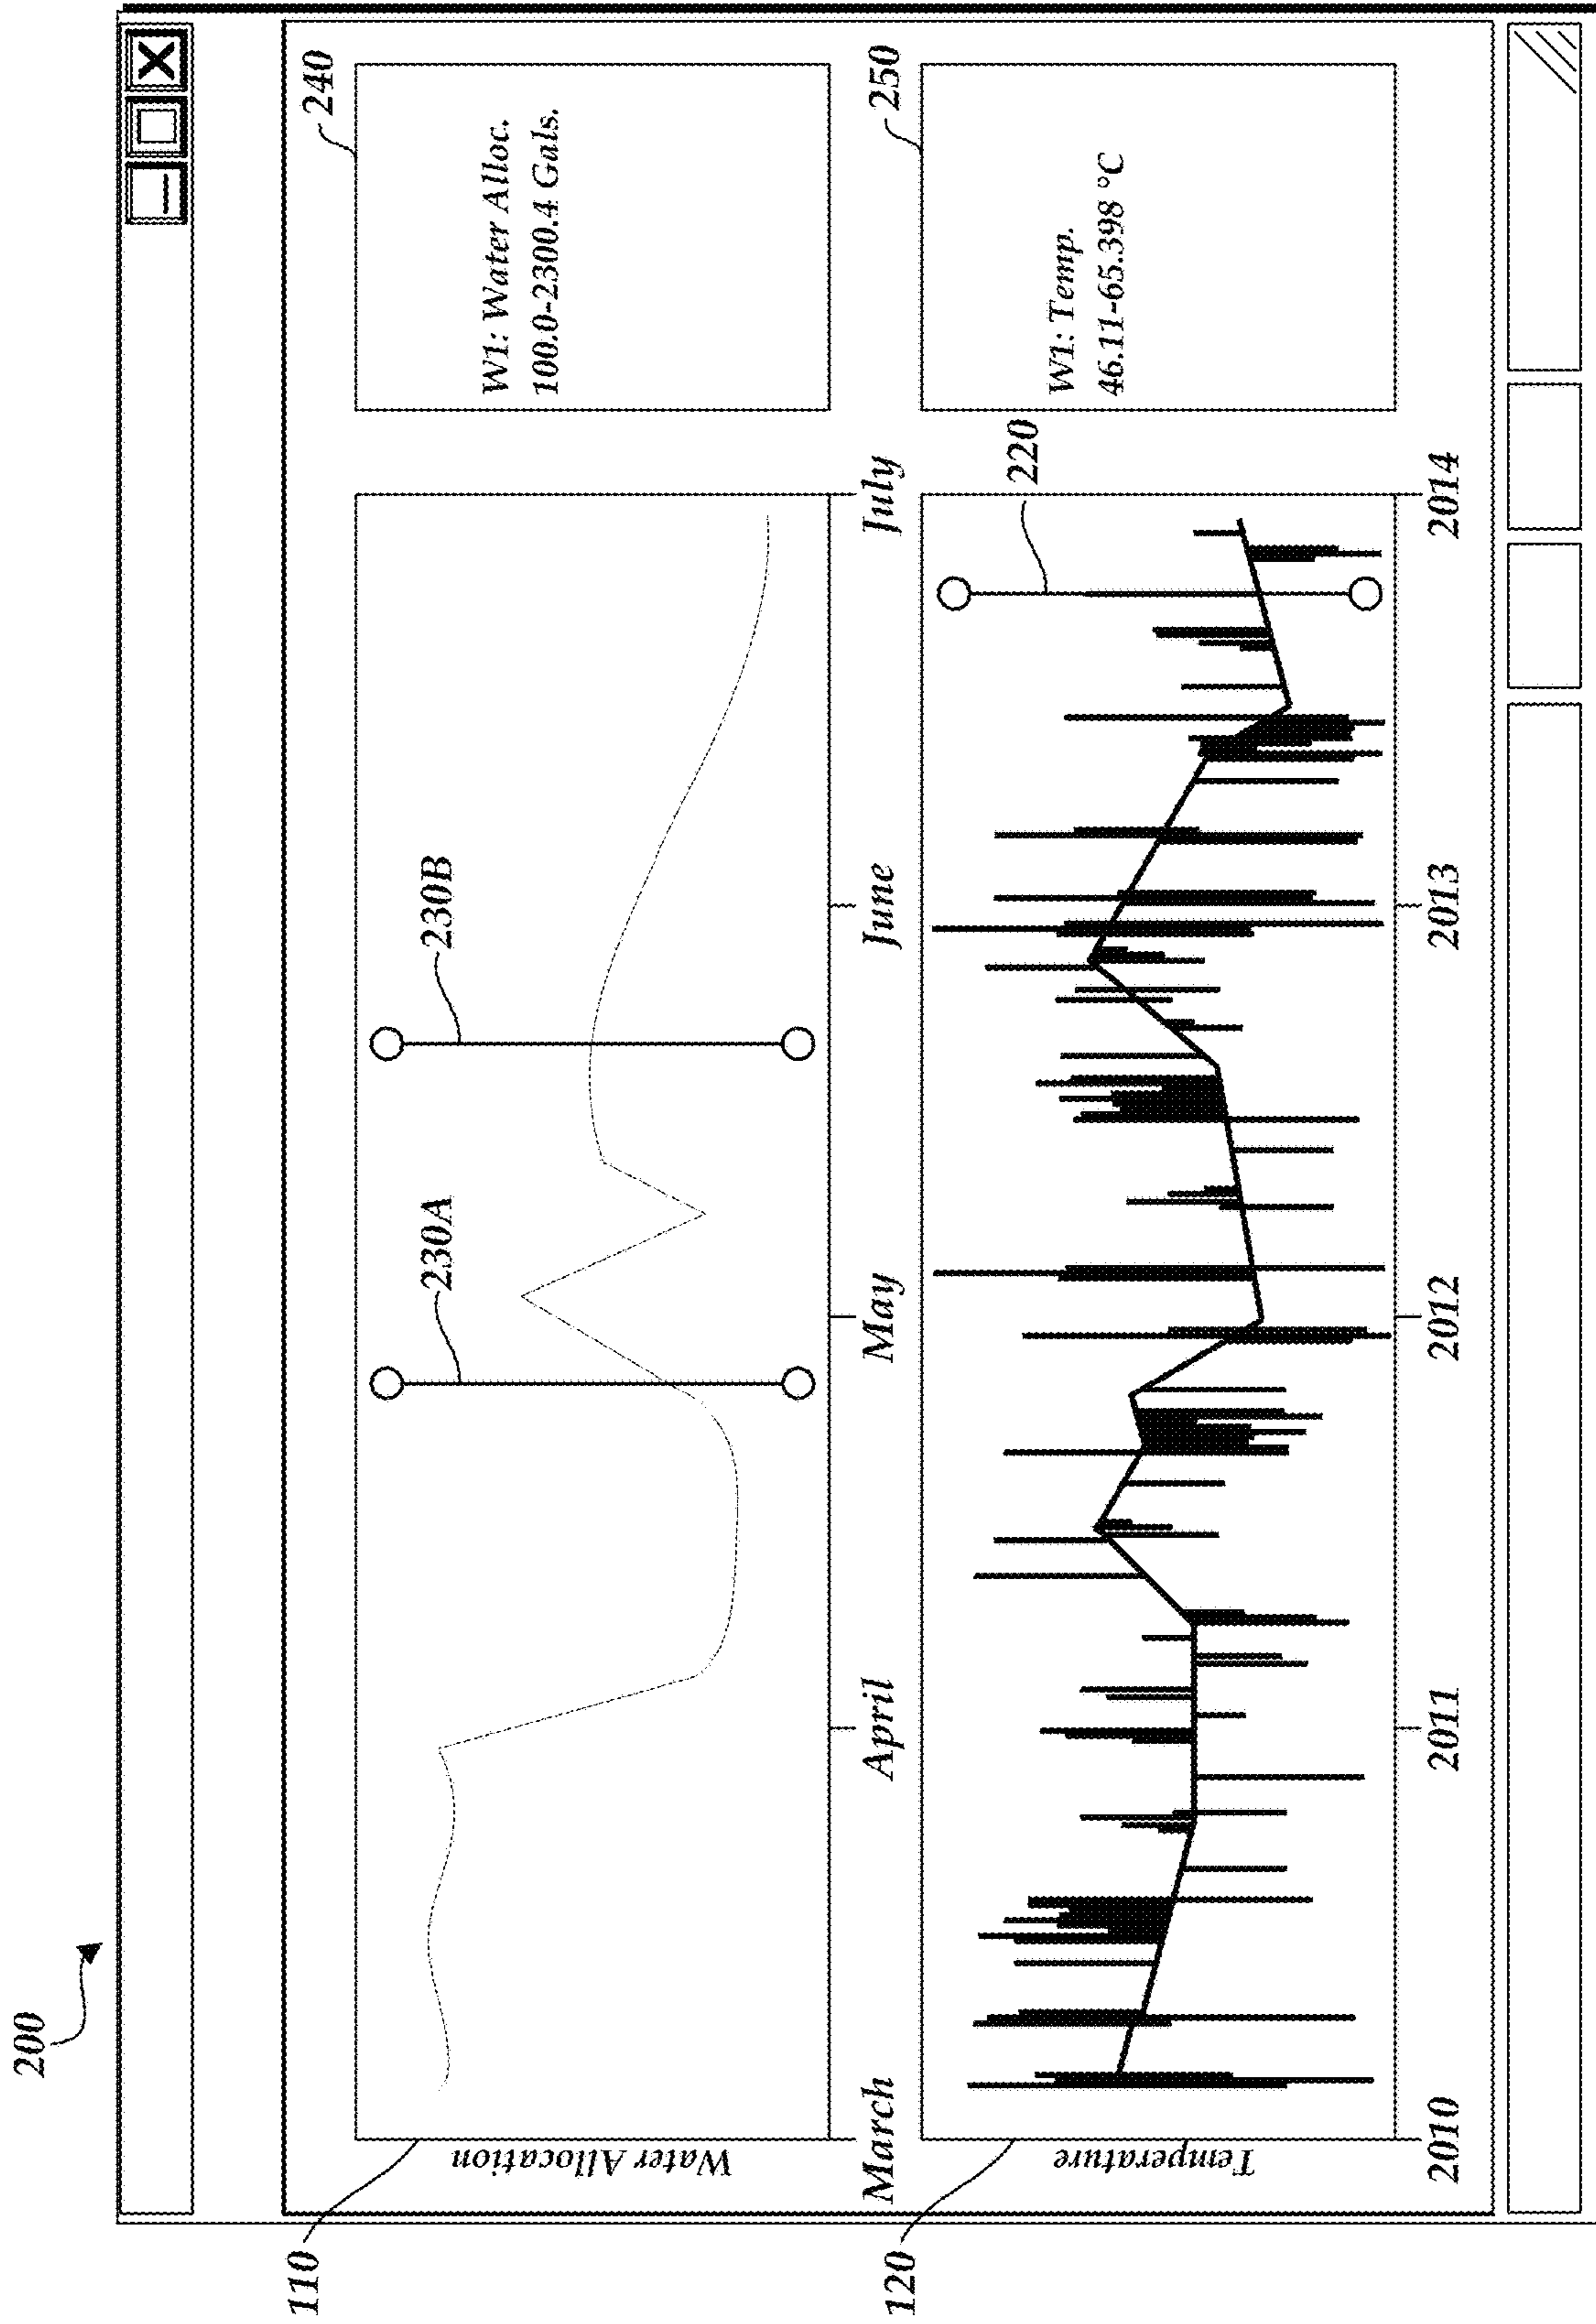 200
110
Water Allocation
230A
230B
240
W1: Water Alloc.
100.0-2300.4 Gals.
March
April
May
June
July
120
Temperature
220
250
W1: Temp.
46.11-65.398 °C
2010
2011
2012
2013
2014